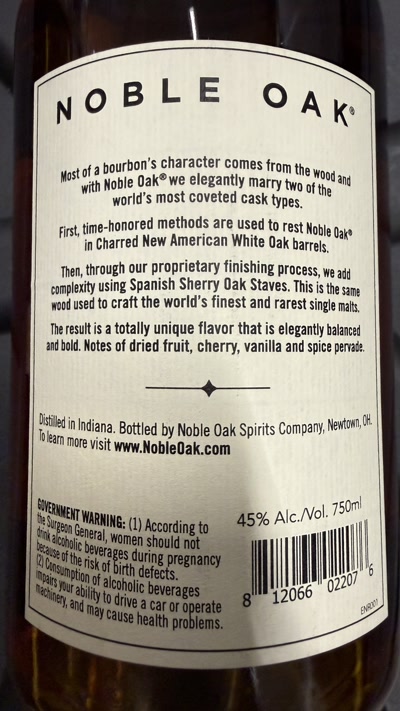 NOBLE OAK®
Most of a bourbon's character comes from the wood and
with Noble Oak® we elegantly marry two of the
world's most coveted cask types.
First, time-honored methods are used to rest Noble Oak®
in Charred New American White Oak barrels.
Then, through our proprietary finishing process, we add
complexity using Spanish Sherry Oak Staves. This is the same
wood used to craft the world's finest and rarest single malts.
The result is a totally unique flavor that is elegantly balanced
and bold. Notes of dried fruit, cherry, vanilla and spice pervade.
Distilled in Indiana. Bottled by Noble Oak Spirits Company, Newtown, OH.
To learn more visit www.NobleOak.com
GOVERNMENT WARNING: (1) According to
the Surgeon General, women should not
drink alcoholic beverages during pregnancy
because of the risk of birth defects.
(2) Consumption of alcoholic beverages
impairs your ability to drive a car or operate
machinery, and may cause health problems.
45% Alc./Vol. 750ml
8 12066 02207 6